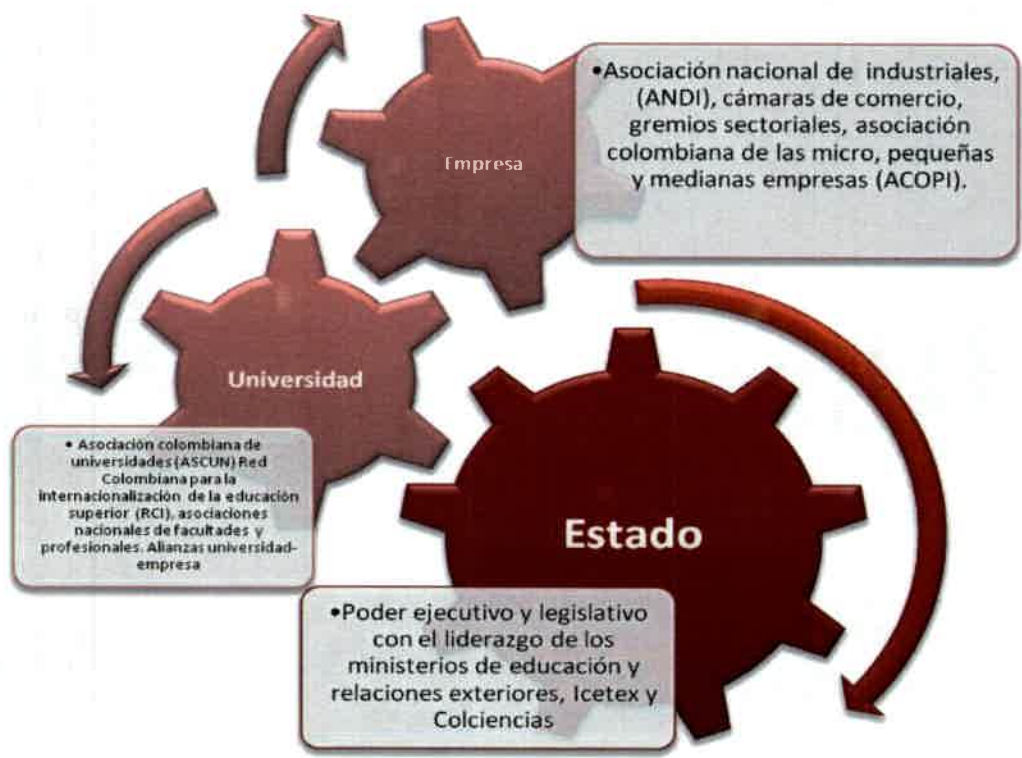 Empresa
•Asociación nacional de industriales,
(ANDI), cámaras de comercio,
gremios sectoriales, asociación
colombiana de las micro, pequeñas
y medianas empresas (ACOPI).
Universidad
• Asociación colombiana de
universidades (ASCUN) Red
Colombiana para la
internacionalización de la educación
superior (RCI), asociaciones
nacionales de facultades y
profesionales. Alianzas universidad-
empresa
Estado
•Poder ejecutivo y legislativo
con el liderazgo de los
ministerios de educación y
relaciones exteriores, Icetex y
Colciencias